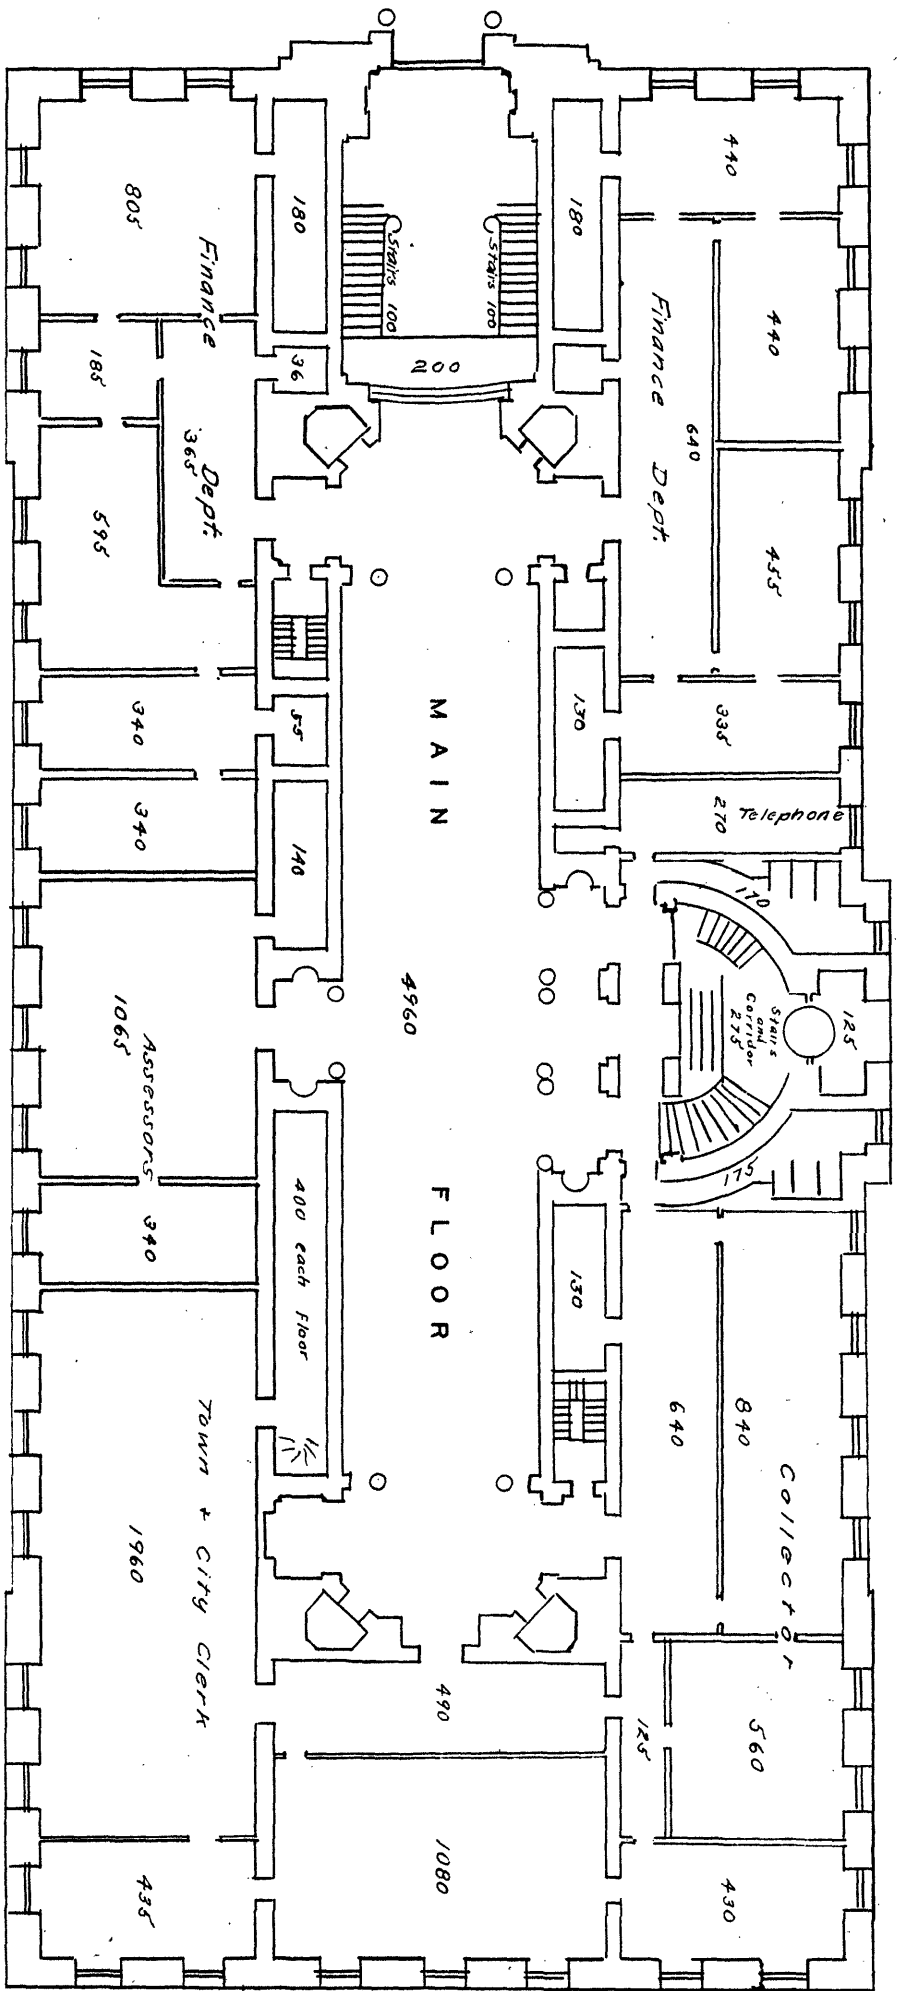 125
Telephone
270
440
440
455
335
170
Stairs
and
Corridor
275
175
Collector
840
560
430
640
Finance Dept.
640
125
180
130
130
Stairs 100
200
MAIN FLOOR
490
1080
4960
Stairs 100
180
36
55
140
400 each floor
Finance Dept.
365
Town + City Clerk
Assessors
805
185
595
340
340
1065
340
1960
435